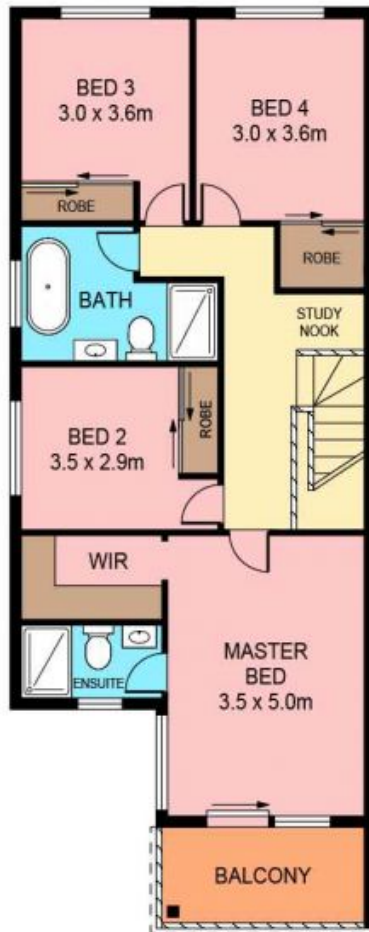 BED 3
3.0 x 3.6m
BED 4
3.0 x 3.6m
ROBE
ROBE
BATH
STUDY
NOOK
BED 2
3.5 x 2.9m
ROBE
WIR
ENSUITE
MASTER
BED
3.5 x 5.0m
BALCONY